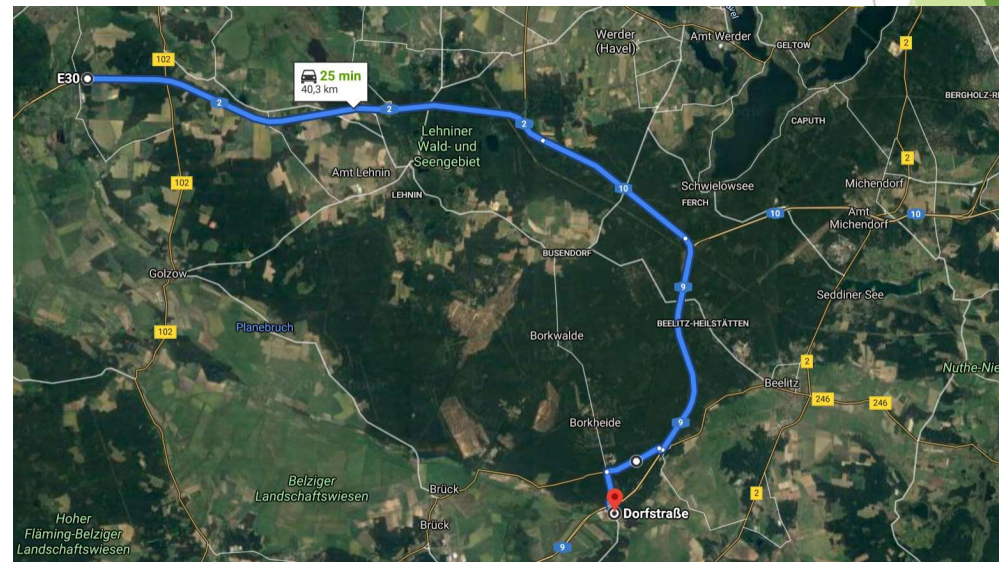 Werder
(Havel)
Amt Werder
2
GELTOW
102
E30
25 min
40,3 km
2
2
2
BERGHOLZ-R
CAPUTH
Lehniner
Wald- und
Seengebiet
2
Amt Lehnin
102
LEHNIN
10
Schwielowsee
FERCH
Michendorf
10
Amt
Michendorf
10
BUSENDORF
Golzow
9
Seddiner See
102
Planebruch
BEELITZ-HEILSTÄTTEN
Borkwalde
2
Nuthe-Nie
Beelitz
246
246
Borkheide
9
Belziger
Landschaftswiesen
Brück
2
Dorfstraße
Hoher
Fläming-Belziger
Landschaftswiesen
Brück
9